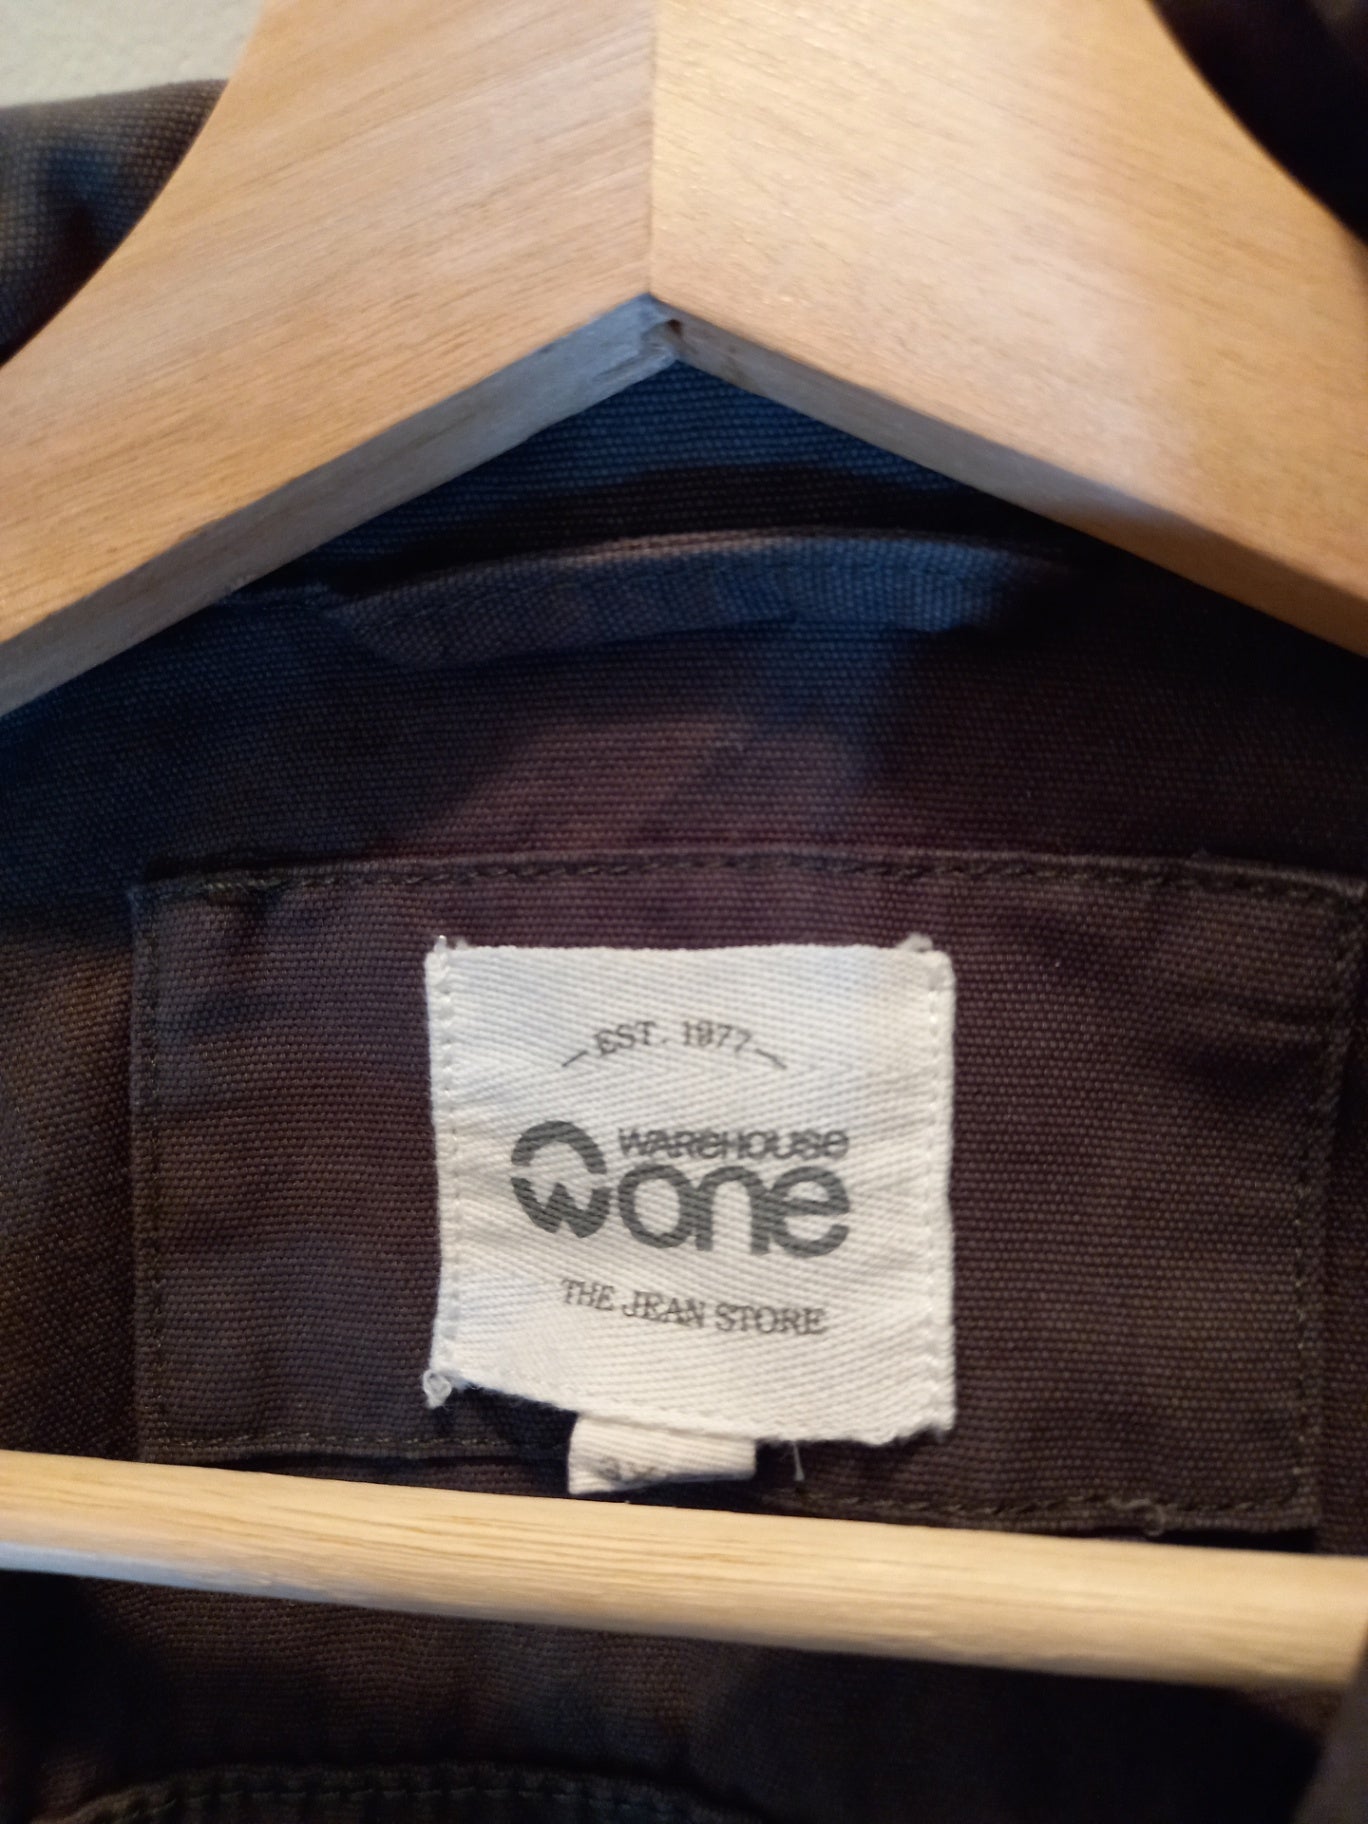 EST. 1977
WAREHOUSE
one
THE JEAN STORE